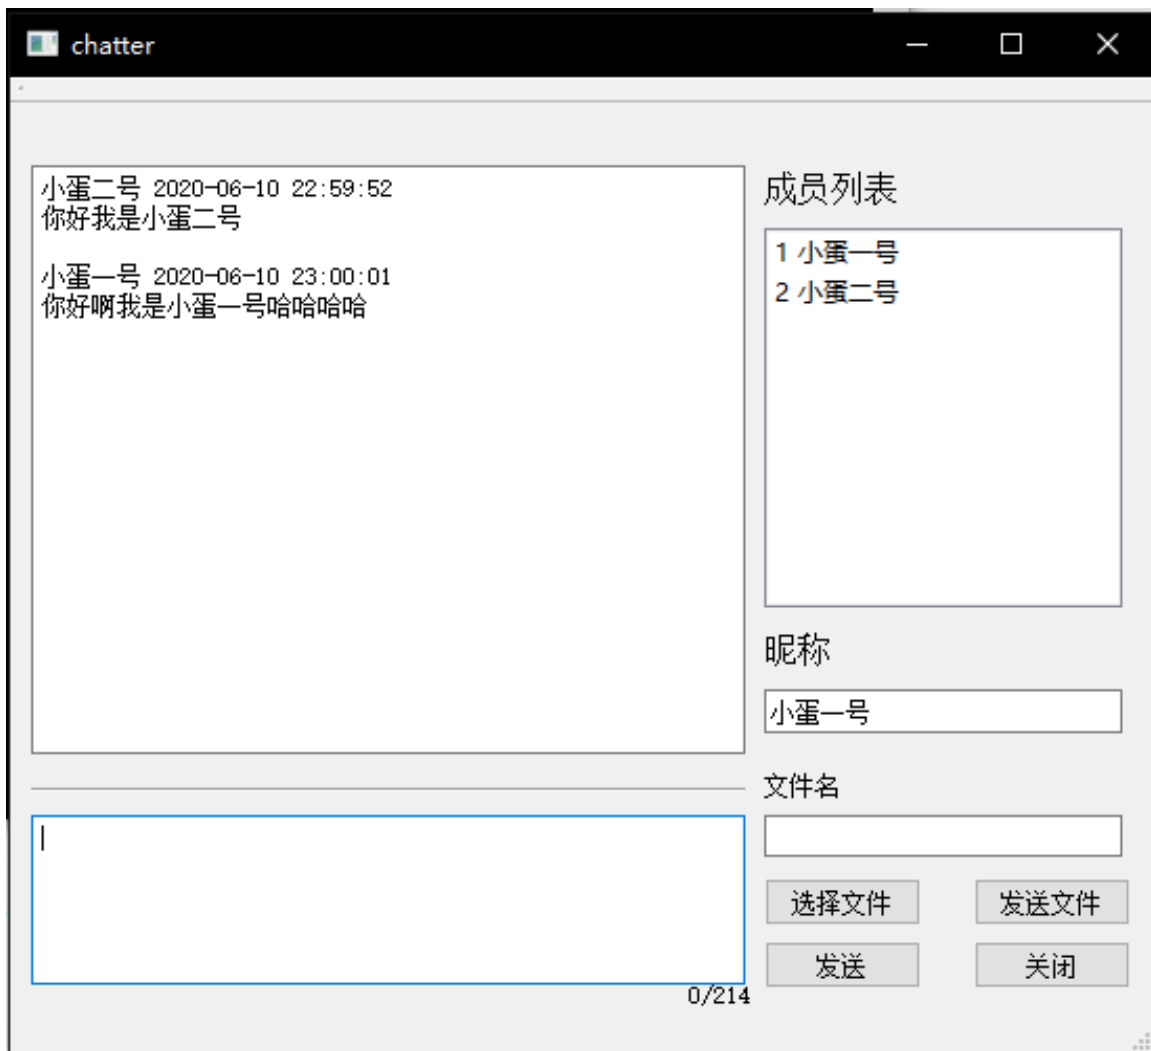 chatter
小蛋二号 2020-06-10 22:59:52
你好我是小蛋二号
小蛋一号 2020-06-10 23:00:01
你好啊我是小蛋一号哈哈哈哈
成员列表
1 小蛋一号
2 小蛋二号
昵称
小蛋一号
文件名
选择文件
发送文件
发送
关闭
0/214